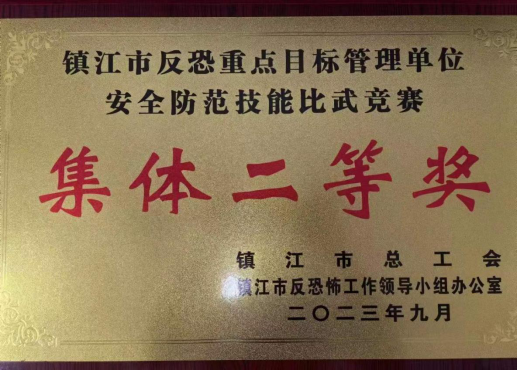 镇江市反恐重点目标管理单位
安全防范技能比武竞赛
集体二等奖
镇江市总工会
镇江市反恐怖工作领导小组办公室
二〇二三年九月